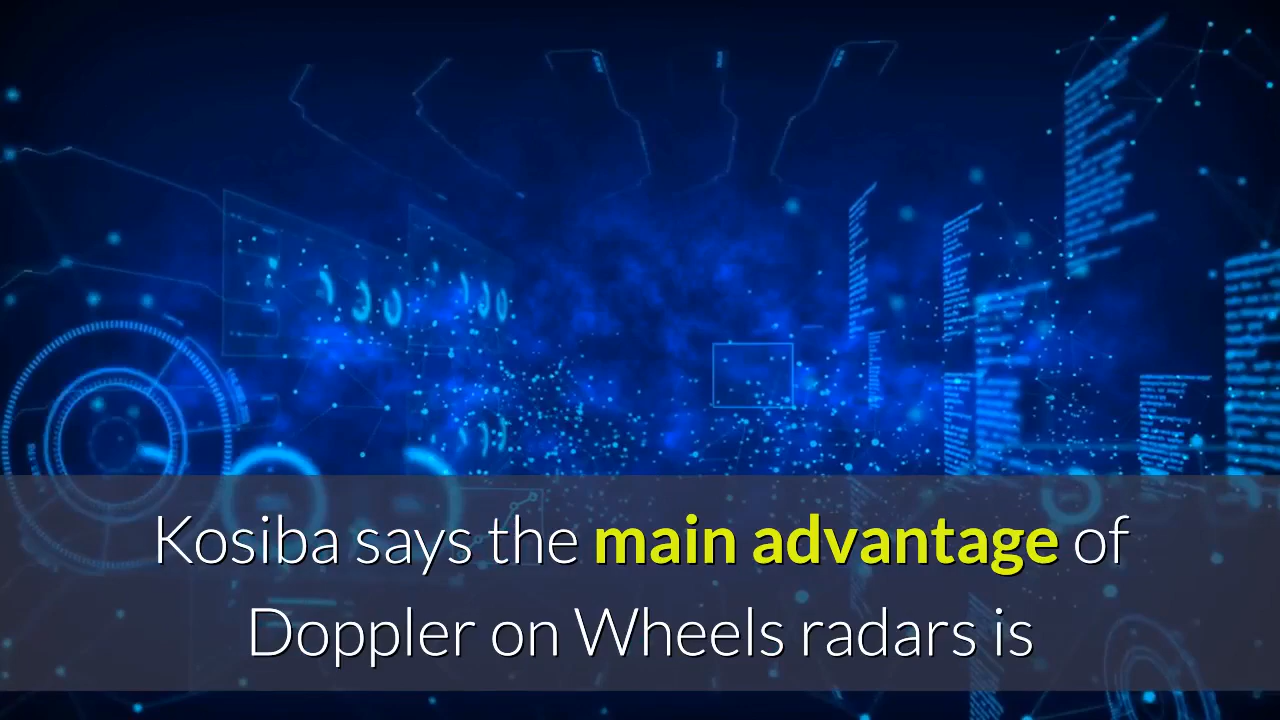 Kosiba says the main advantage of
Doppler on Wheels radars is